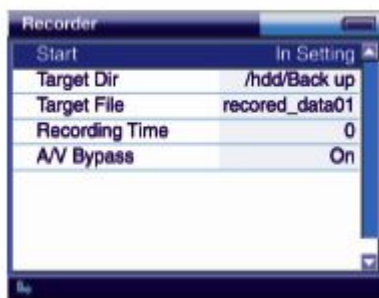 Recorder
Start In Setting
Target Dir /hdd/Back up
Target File recored_data01
Recording Time 0
A/V Bypass On